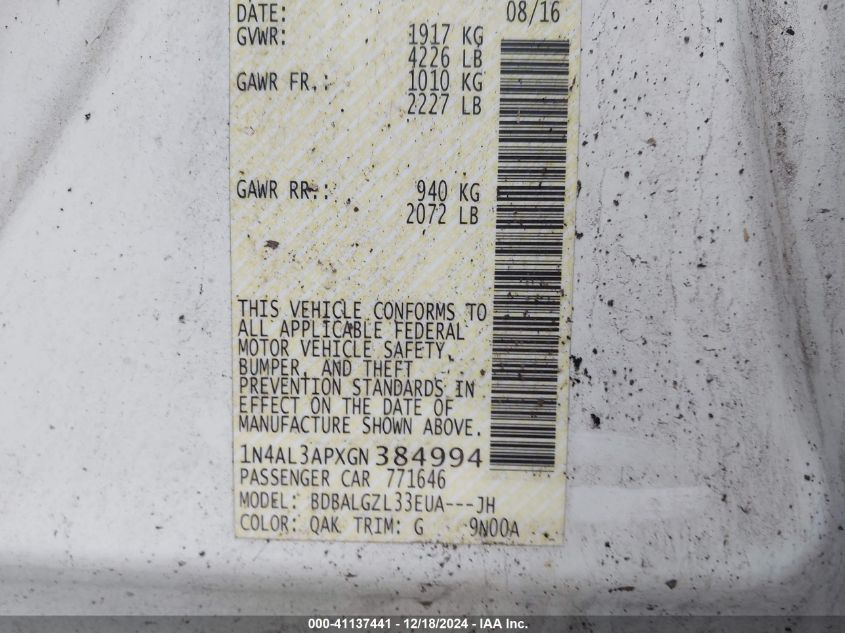 DATE: 08/16
GVWR: 1917 KG
4226 LB
GAWR FR.: 1010 KG
2227 LB
GAWR RR.: 940 KG
2072 LB
THIS VEHICLE CONFORMS TO
ALL APPLICABLE FEDERAL
MOTOR VEHICLE SAFETY,
BUMPER, AND THEFT
PREVENTION STANDARDS IN
EFFECT ON THE DATE OF
MANUFACTURE SHOWN ABOVE.
1N4AL3APXGN384994
PASSENGER CAR 771646
MODEL: BDBALGZL33EUA---JH
COLOR: QAK TRIM: G 9N00A
000-41137441 - 12/18/2024 - IAA Inc.